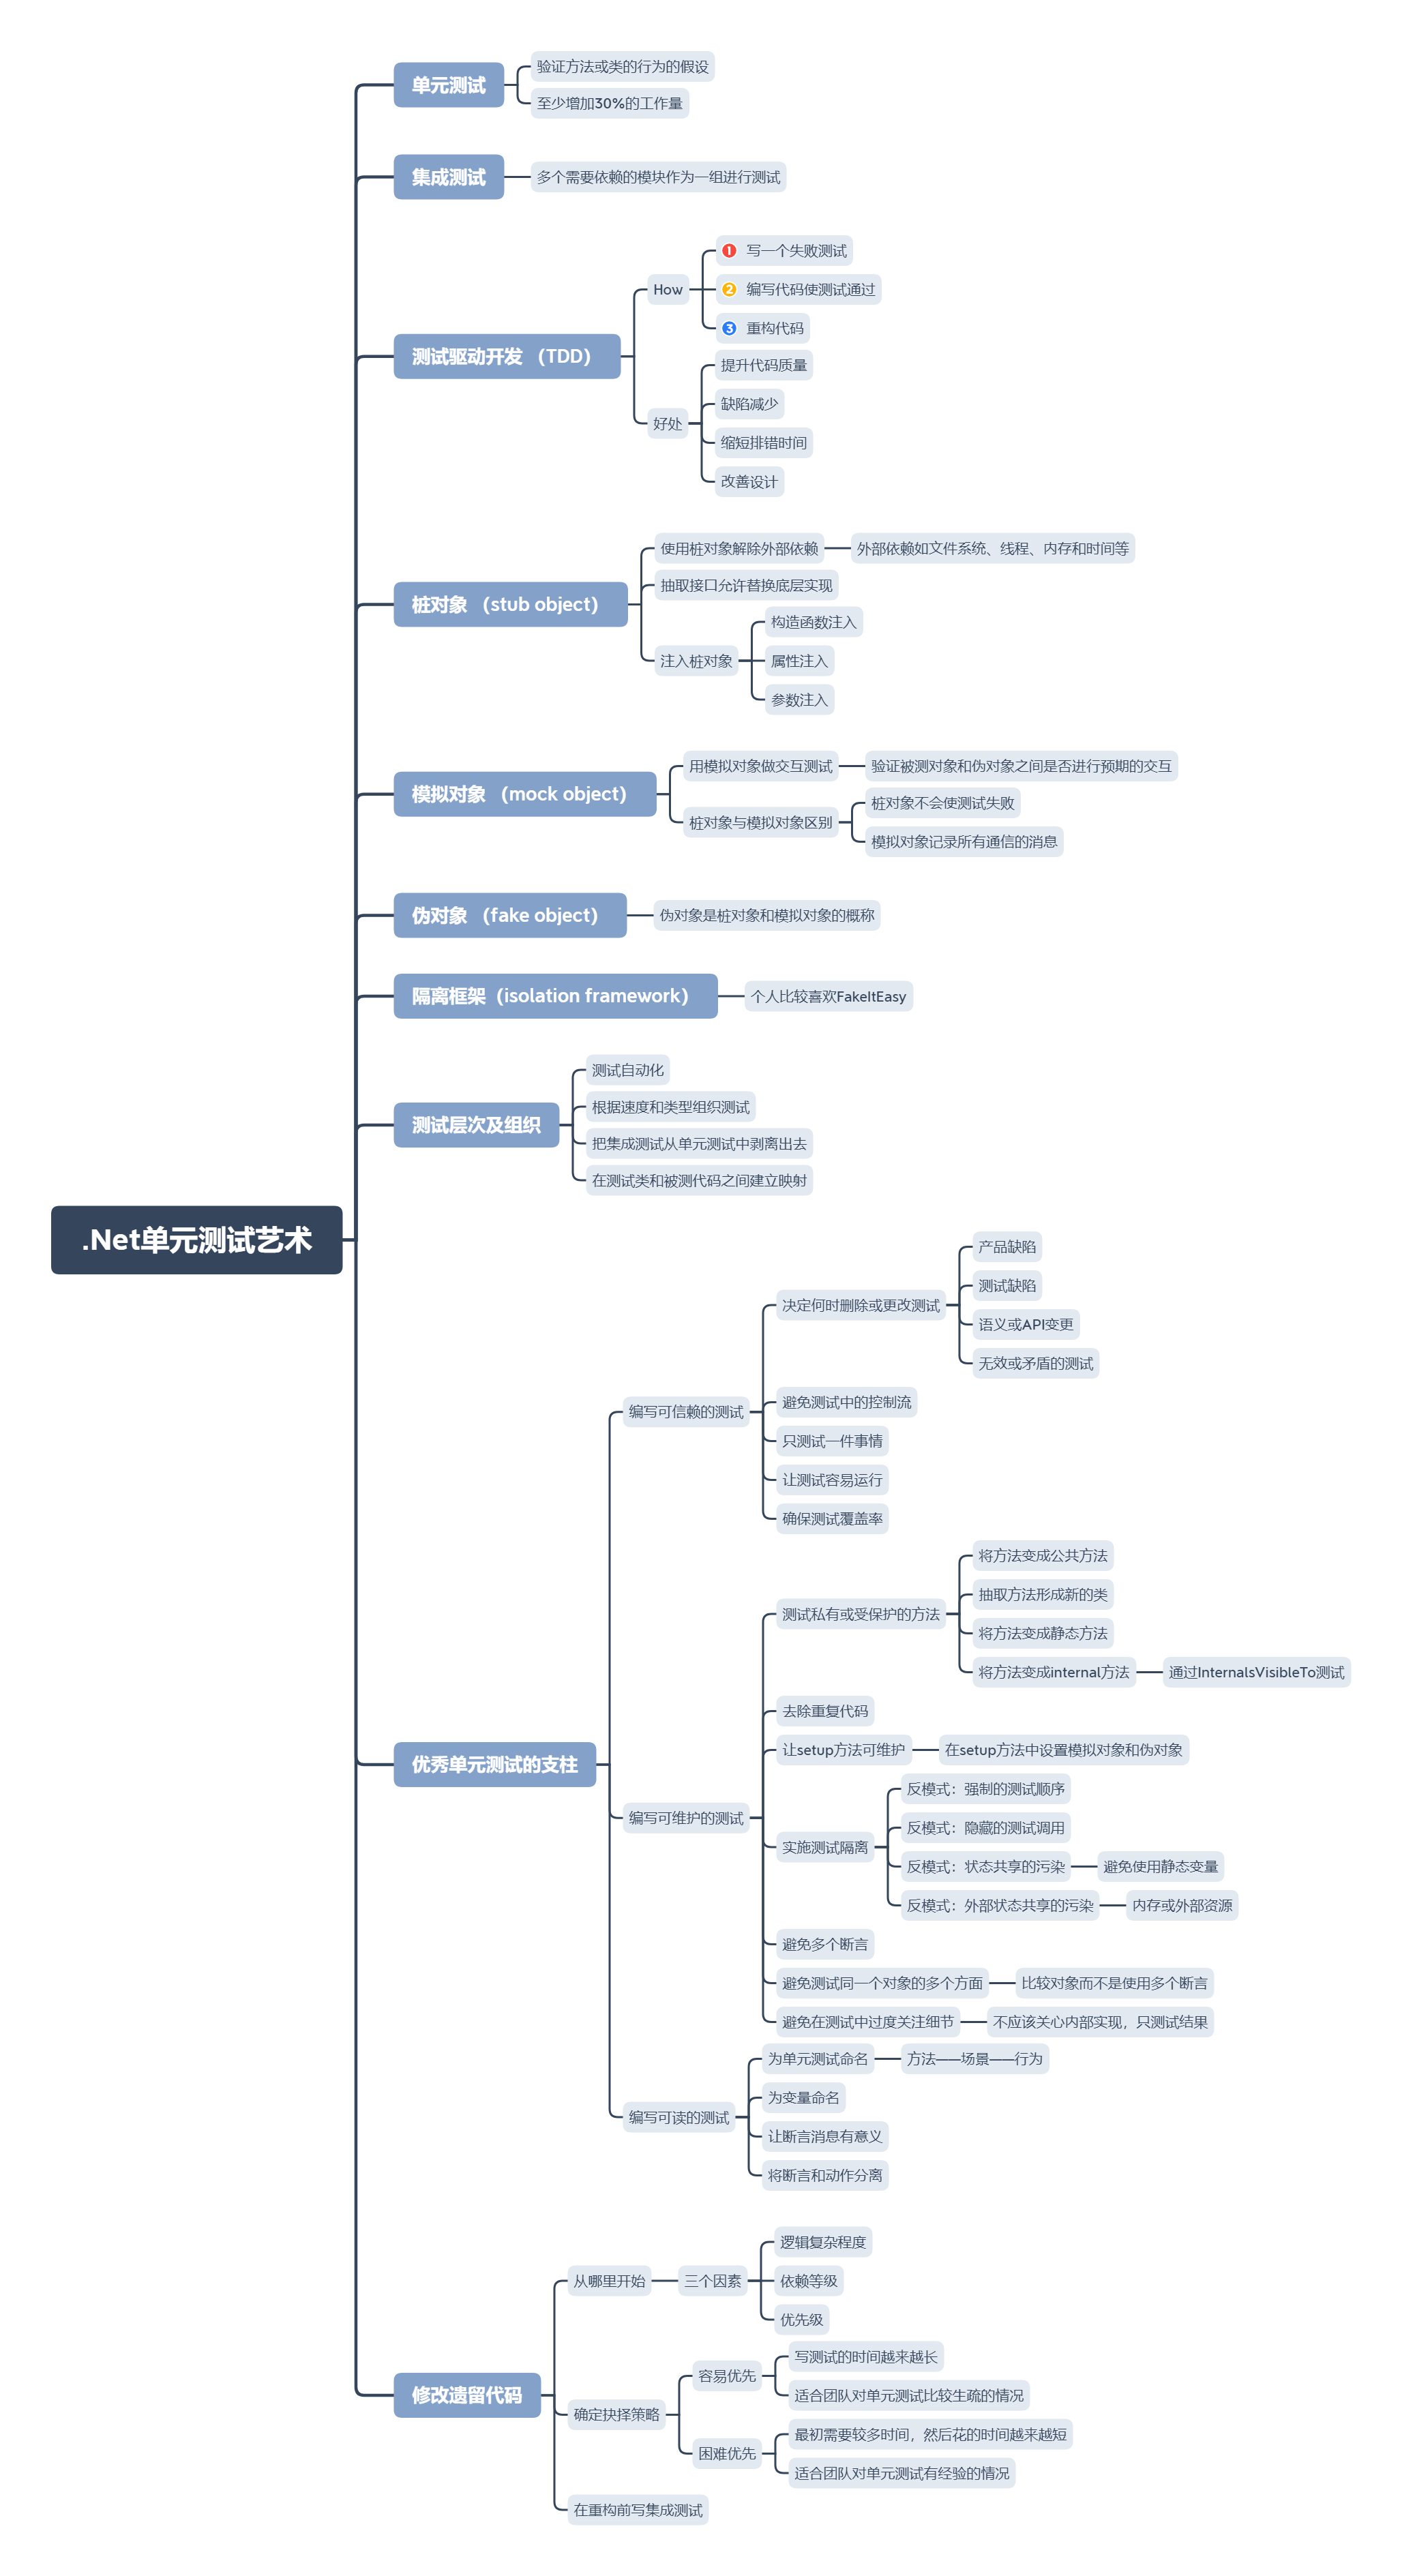 .Net单元测试艺术
单元测试
验证方法或类的行为的假设
至少增加30%的工作量
集成测试
多个需要依赖的模块作为一组进行测试
测试驱动开发 （TDD）
How
1 写一个失败测试
2 编写代码使测试通过
3 重构代码
好处
提升代码质量
缺陷减少
缩短排错时间
改善设计
桩对象 （stub object）
使用桩对象解除外部依赖
外部依赖如文件系统、线程、内存和时间等
抽取接口允许替换底层实现
注入桩对象
构造函数注入
属性注入
参数注入
模拟对象 （mock object）
用模拟对象做交互测试
验证被测对象和伪对象之间是否进行预期的交互
桩对象与模拟对象区别
桩对象不会使测试失败
模拟对象记录所有通信的消息
伪对象 （fake object）
伪对象是桩对象和模拟对象的概称
隔离框架（isolation framework）
个人比较喜欢FakeItEasy
测试层次及组织
测试自动化
根据速度和类型组织测试
把集成测试从单元测试中剥离出去
在测试类和被测代码之间建立映射
优秀单元测试的支柱
编写可信赖的测试
决定何时删除或更改测试
产品缺陷
测试缺陷
语义或API变更
无效或矛盾的测试
避免测试中的控制流
只测试一件事情
让测试容易运行
确保测试覆盖率
编写可维护的测试
测试私有或受保护的方法
将方法变成公共方法
抽取方法形成新的类
将方法变成静态方法
将方法变成internal方法
通过InternalsVisibleTo测试
去除重复代码
让setup方法可维护
在setup方法中设置模拟对象和伪对象
实施测试隔离
反模式：强制的测试顺序
反模式：隐藏的测试调用
反模式：状态共享的污染
避免使用静态变量
反模式：外部状态共享的污染
内存或外部资源
避免多个断言
避免测试同一个对象的多个方面
比较对象而不是使用多个断言
避免在测试中过度关注细节
不应该关心内部实现，只测试结果
编写可读的测试
为单元测试命名
方法——场景——行为
为变量命名
让断言消息有意义
将断言和动作分离
修改遗留代码
从哪里开始
三个因素
逻辑复杂程度
依赖等级
优先级
确定抉择策略
容易优先
写测试的时间越来越长
适合团队对单元测试比较生疏的情况
困难优先
最初需要较多时间，然后花的时间越来越短
适合团队对单元测试有经验的情况
在重构前写集成测试